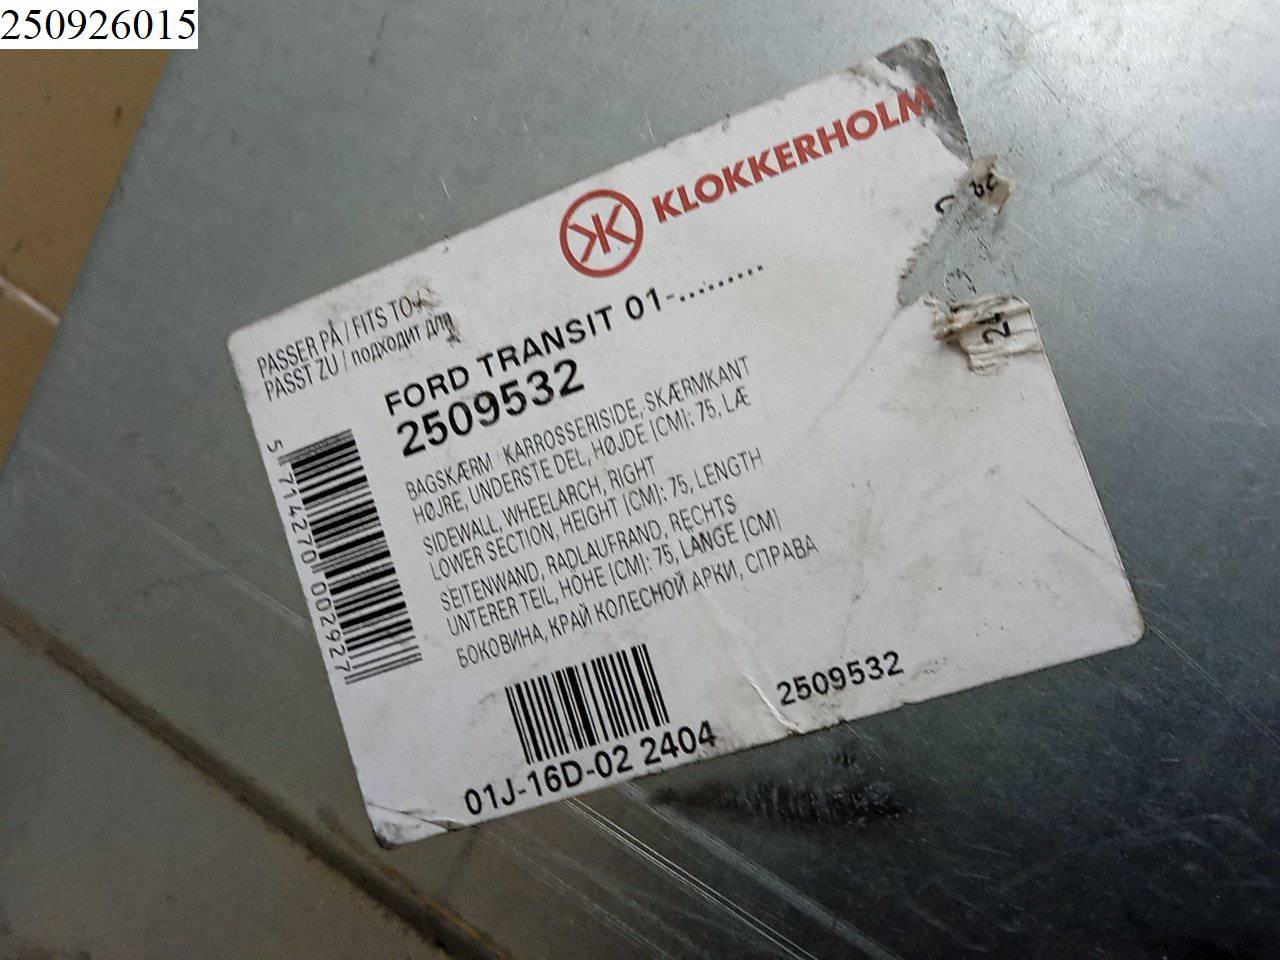 250926015
KLOKKERHOLM
PASSER PÅ / FITS TO
PASST ZU / подходит для
FORD TRANSIT 01-.........
2509532
BAGSKÆRM / KARROSSERISIDE, SKÆRMKANT
HØJRE, UNDERSTE DEL, HØJDE [CM]: 75, LÆ
SIDEWALL, WHEELARCH, RIGHT
LOWER SECTION, HEIGHT [CM]: 75, LENGTH
SEITENWAND, RADLAUFRAND, RECHTS
UNTERER TEIL, HÖHE [CM]: 75, LÄNGE [CM]
БОКОВИНА, КРАЙ КОЛЕСНОЙ АРКИ, СПРАВА
5 714270 002927
01J-16D-02 2404
2509532